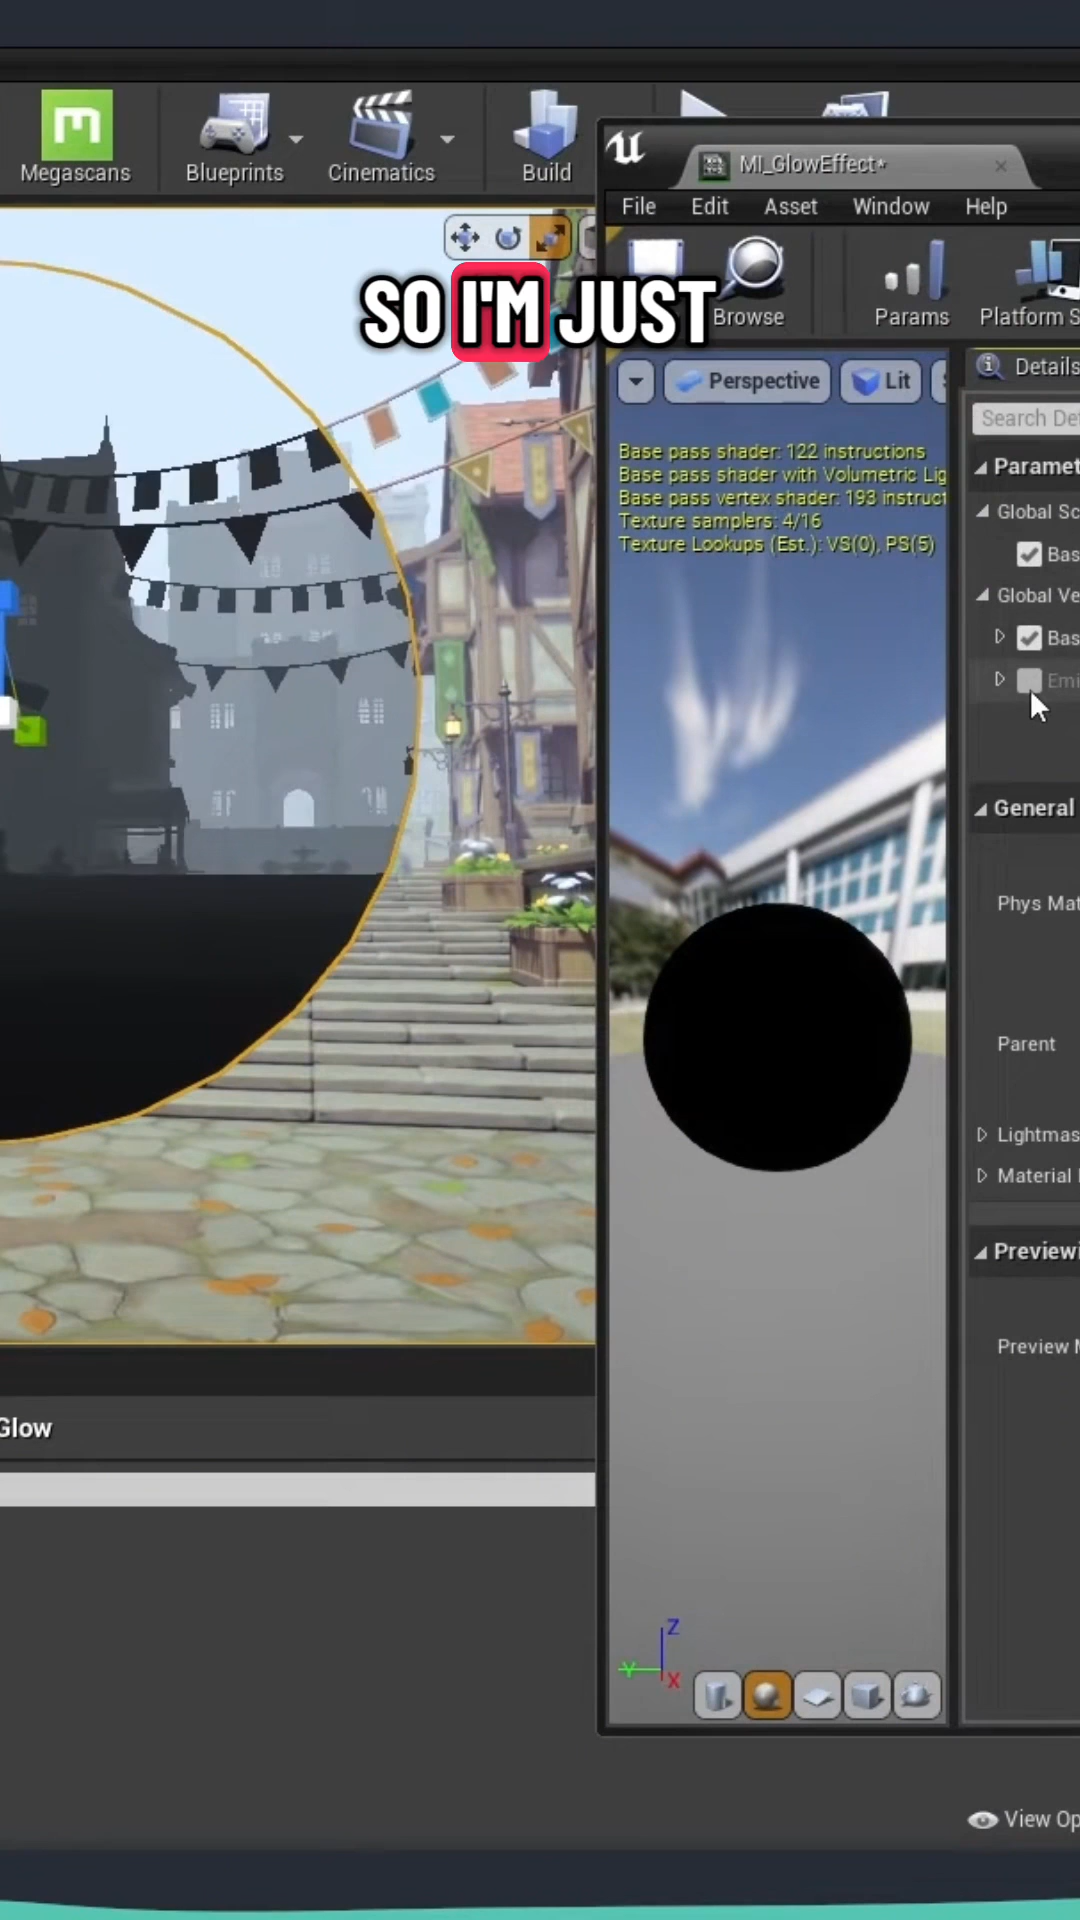 Megascans
Blueprints
Cinematics
Build
MI_GlowEffect*
File
Edit
Asset
Window
Help
SO I'M JUST
Browse
Params
Platform S
Details
Perspective
Lit
Search Det
Base pass shader: 122 instructions
Base pass shader with Volumetric Lig
Base pass vertex shader: 193 instruct
Texture samplers: 4/16
Texture Lookups (Est.): VS(0), PS(5)
Paramet
Global Sc
Bas
Global Ve
Bas
Emi
General
Phys Mat
Parent
Lightmas
Material
Previewi
Preview M
Glow
Z
Y
X
View Op